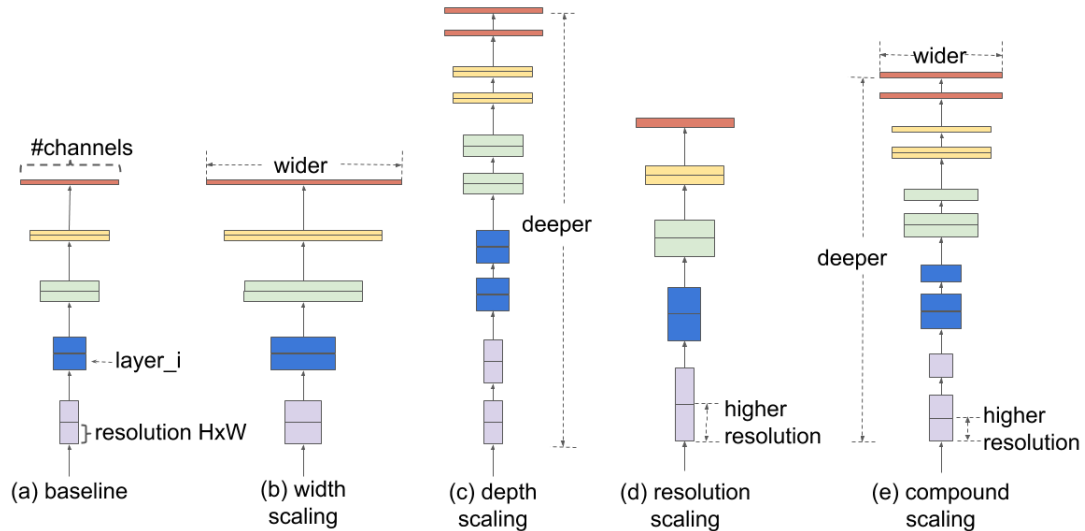 #channels
layer_i
resolution HxW
(a) baseline
wider
(b) width
scaling
deeper
(c) depth
scaling
higher
resolution
(d) resolution
scaling
wider
deeper
higher
resolution
(e) compound
scaling